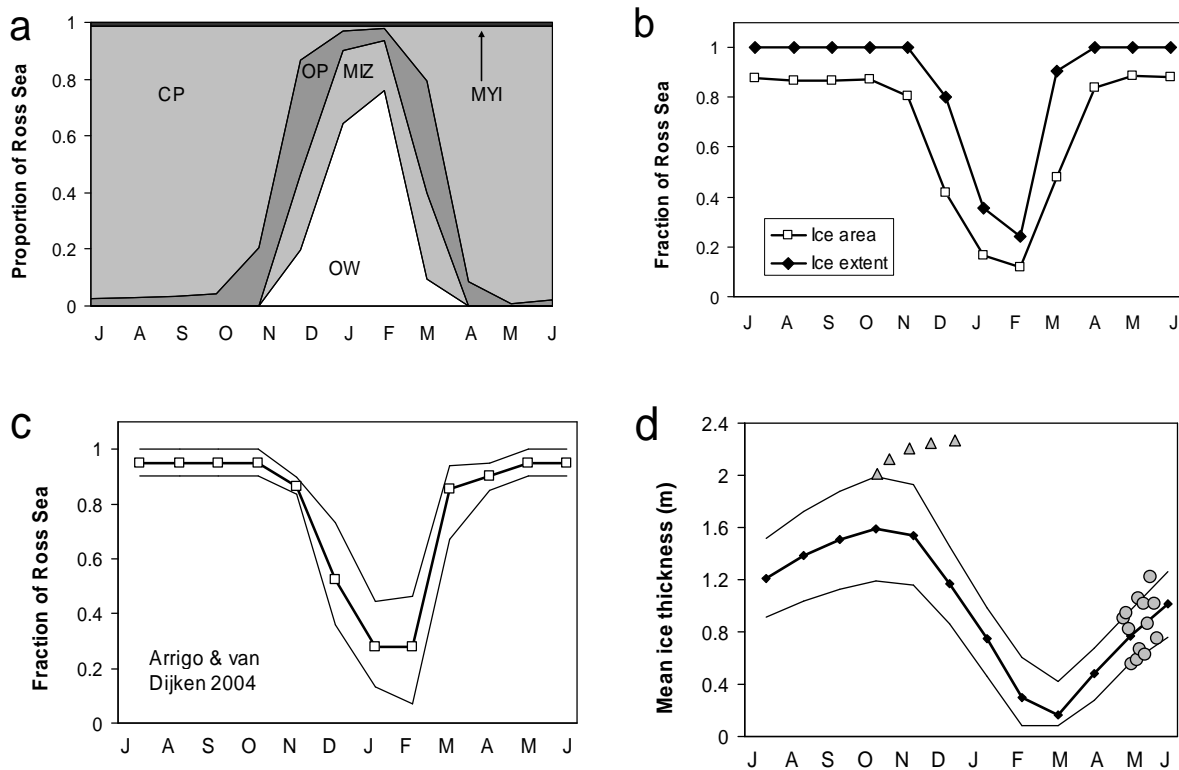 a
Proportion of Ross Sea
1
0.8
0.6
0.4
0.2
0
CP
OP
MIZ
MYI
OW
J A S O N D J F M A M J
b
Fraction of Ross Sea
1
0.8
0.6
0.4
0.2
0
Ice area
Ice extent
J A S O N D J F M A M J
c
Fraction of Ross Sea
1
0.8
0.6
0.4
0.2
0
Arrigo & van
Dijken 2004
J A S O N D J F M A M J
d
Mean ice thickness (m)
2.4
2
1.6
1.2
0.8
0.4
0
J A S O N D J F M A M J